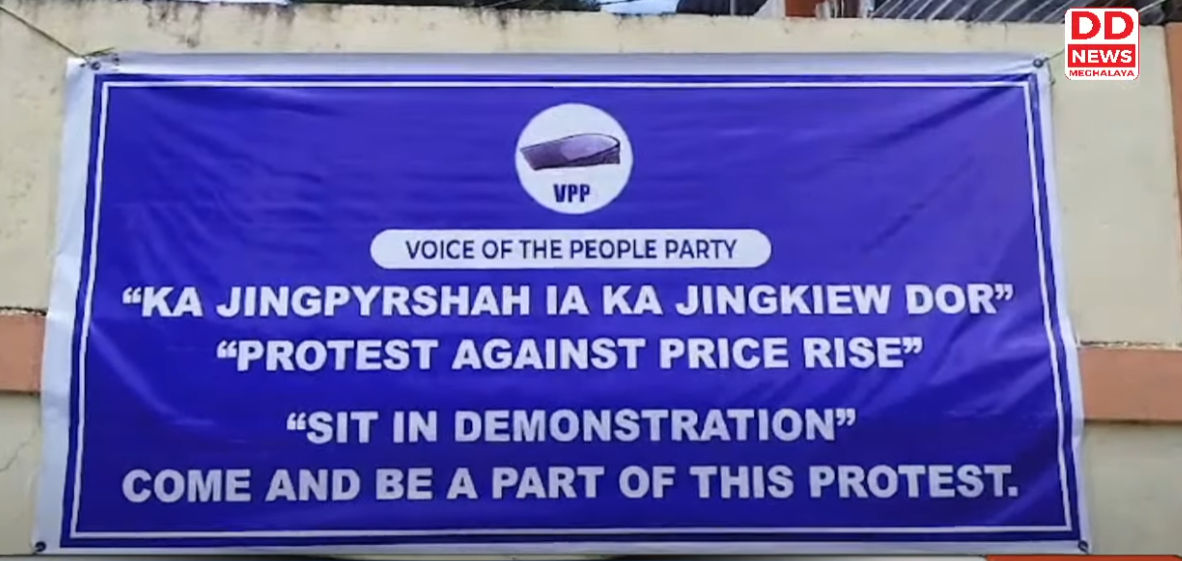 DD
NEWS
MEGHALAYA
VPP
VOICE OF THE PEOPLE PARTY
“KA JINGPYRSHAH IA KA JINGKIEW DOR”
“PROTEST AGAINST PRICE RISE”
“SIT IN DEMONSTRATION”
COME AND BE A PART OF THIS PROTEST.